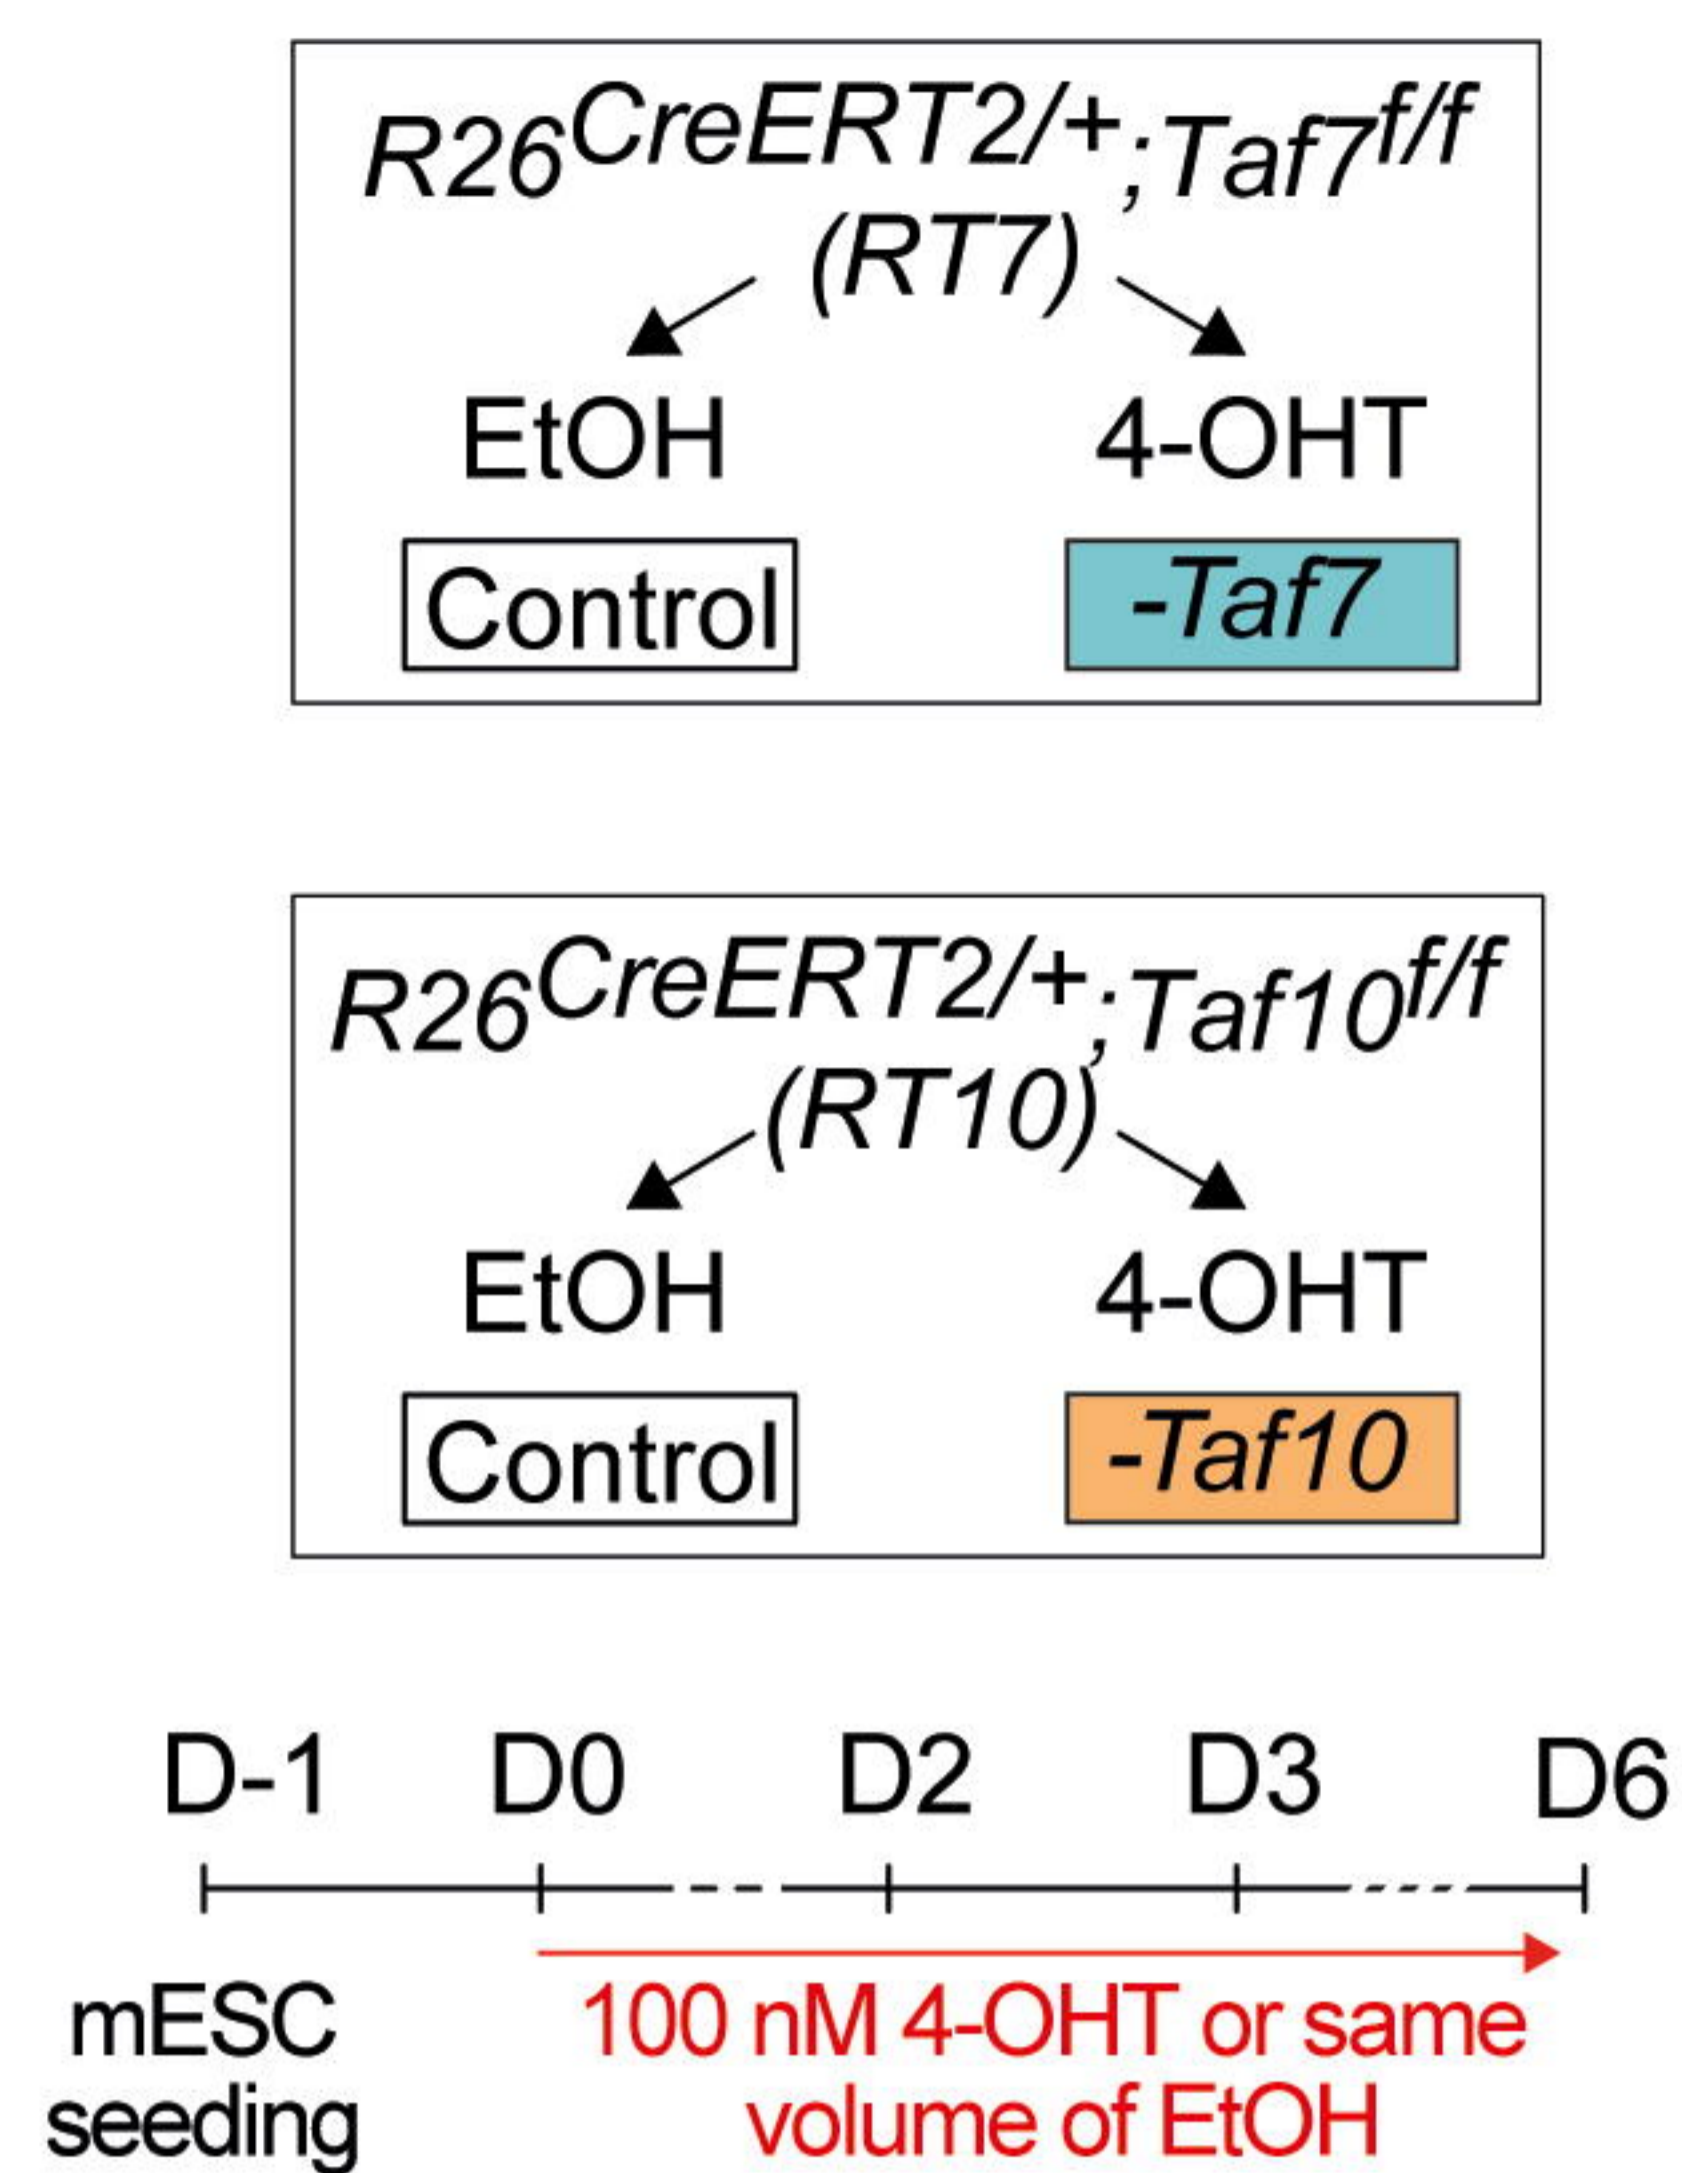 R26CreERT2/+;Taf7f/f
(RT7)
EtOH 4-OHT
Control -Taf7
R26CreERT2/+;Taf10f/f
(RT10)
EtOH 4-OHT
Control -Taf10
D-1 D0 D2 D3 D6
mESC
seeding
100 nM 4-OHT or same
volume of EtOH